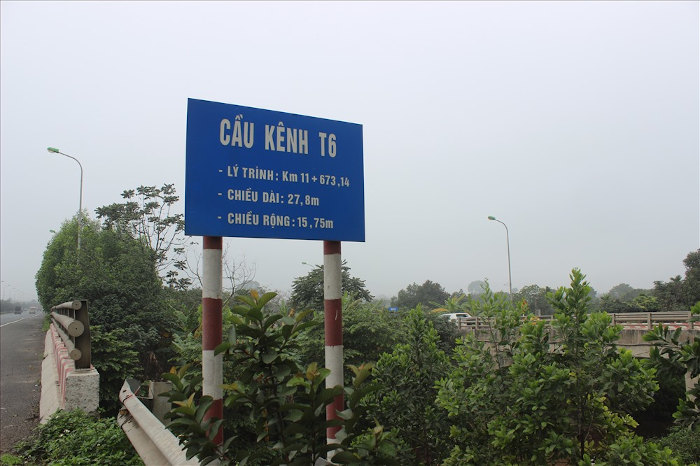 CẦU KÊNH T6
- LÝ TRÌNH: Km 11+673,14
- CHIỀU DÀI: 27,8m
- CHIỀU RỘNG: 15,75m